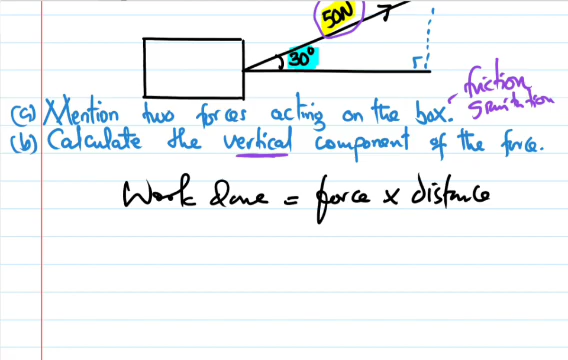 50N
30°
(a) Mention two forces acting on the box. friction
Gravitation
(b) Calculate the vertical component of the force.
Work done = force x distance